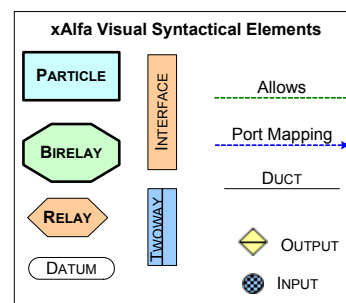 xAlfa Visual Syntactical Elements
PARTICLE
INTERFACE
Allows
BIRELAY
Port Mapping
DUCT
RELAY
TWOWAY
OUTPUT
DATUM
INPUT